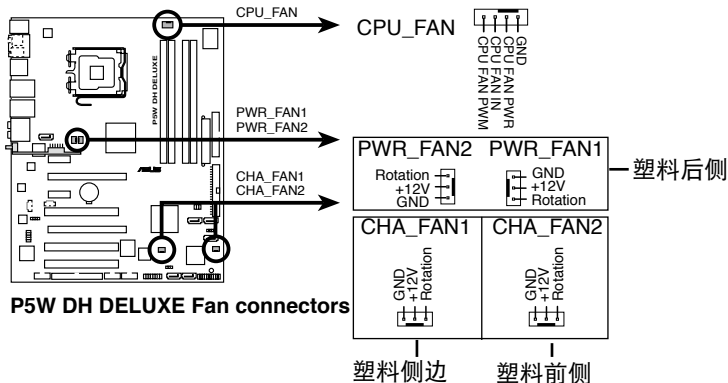 CPU_FAN
CPU_FAN
CPU FAN PWM
CPU FAN IN
CPU FAN PWR
GND
P5W DH DELUXE
ASUS
PWR_FAN1
PWR_FAN2
PWR_FAN2
Rotation
+12V
GND
PWR_FAN1
GND
+12V
Rotation
塑料后侧
CHA_FAN1
CHA_FAN2
CHA_FAN1
GND
+12V
Rotation
CHA_FAN2
GND
+12V
Rotation
P5W DH DELUXE Fan connectors
塑料侧边
塑料前侧